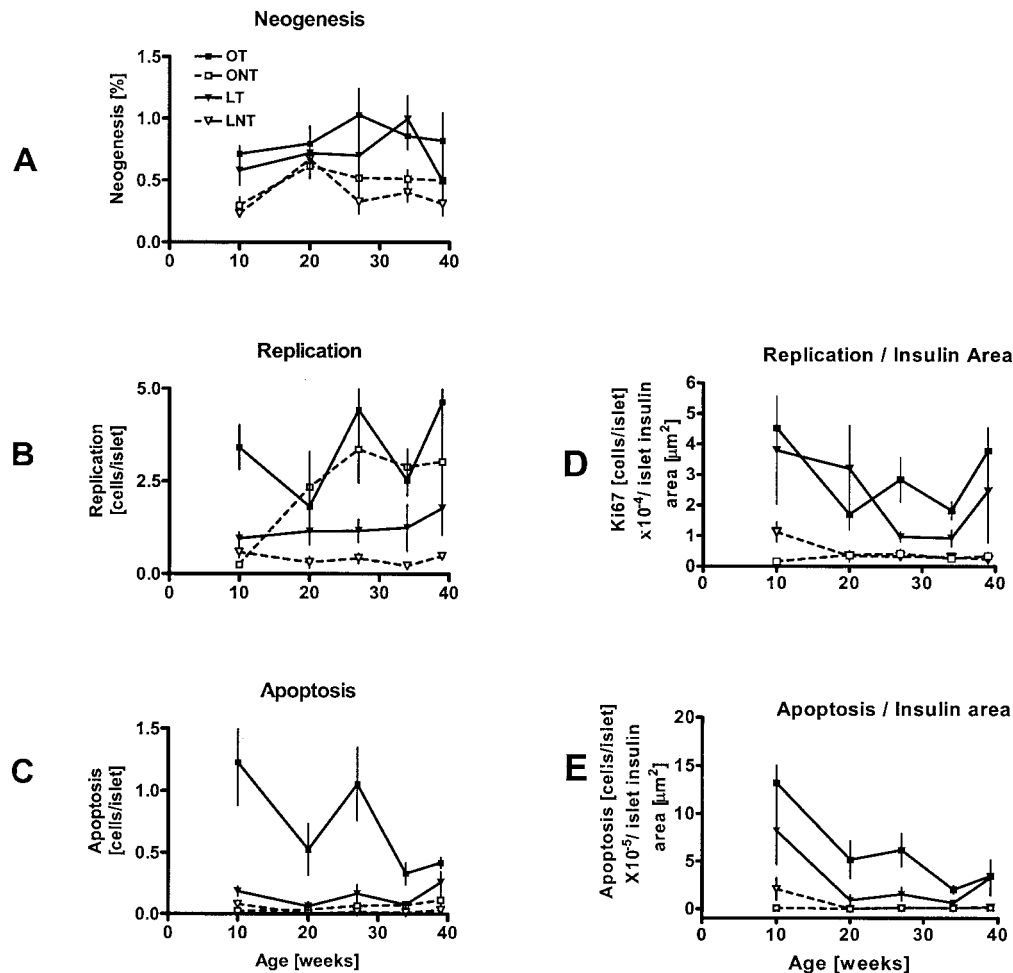 Neogenesis
A
Neogenesis [%]
1.5
1.0
0.5
0.0
OT
ONT
LT
LNT
0 10 20 30 40
Replication
B
Replication
[cells/islet]
5.0
2.5
0.0
0 10 20 30 40
Replication / Insulin Area
D
Ki67 [cells/islet]
x10-4/ islet insulin
area [μm2]
6
5
4
3
2
1
0
0 10 20 30 40
Apoptosis
C
Apoptosis
[cells/islet]
1.5
1.0
0.5
0.0
0 10 20 30 40
Age [weeks]
Apoptosis / Insulin area
E
Apoptosis [cells/islet]
X10-5/ islet insulin
area [μm2]
20
15
10
5
0
0 10 20 30 40
Age [weeks]